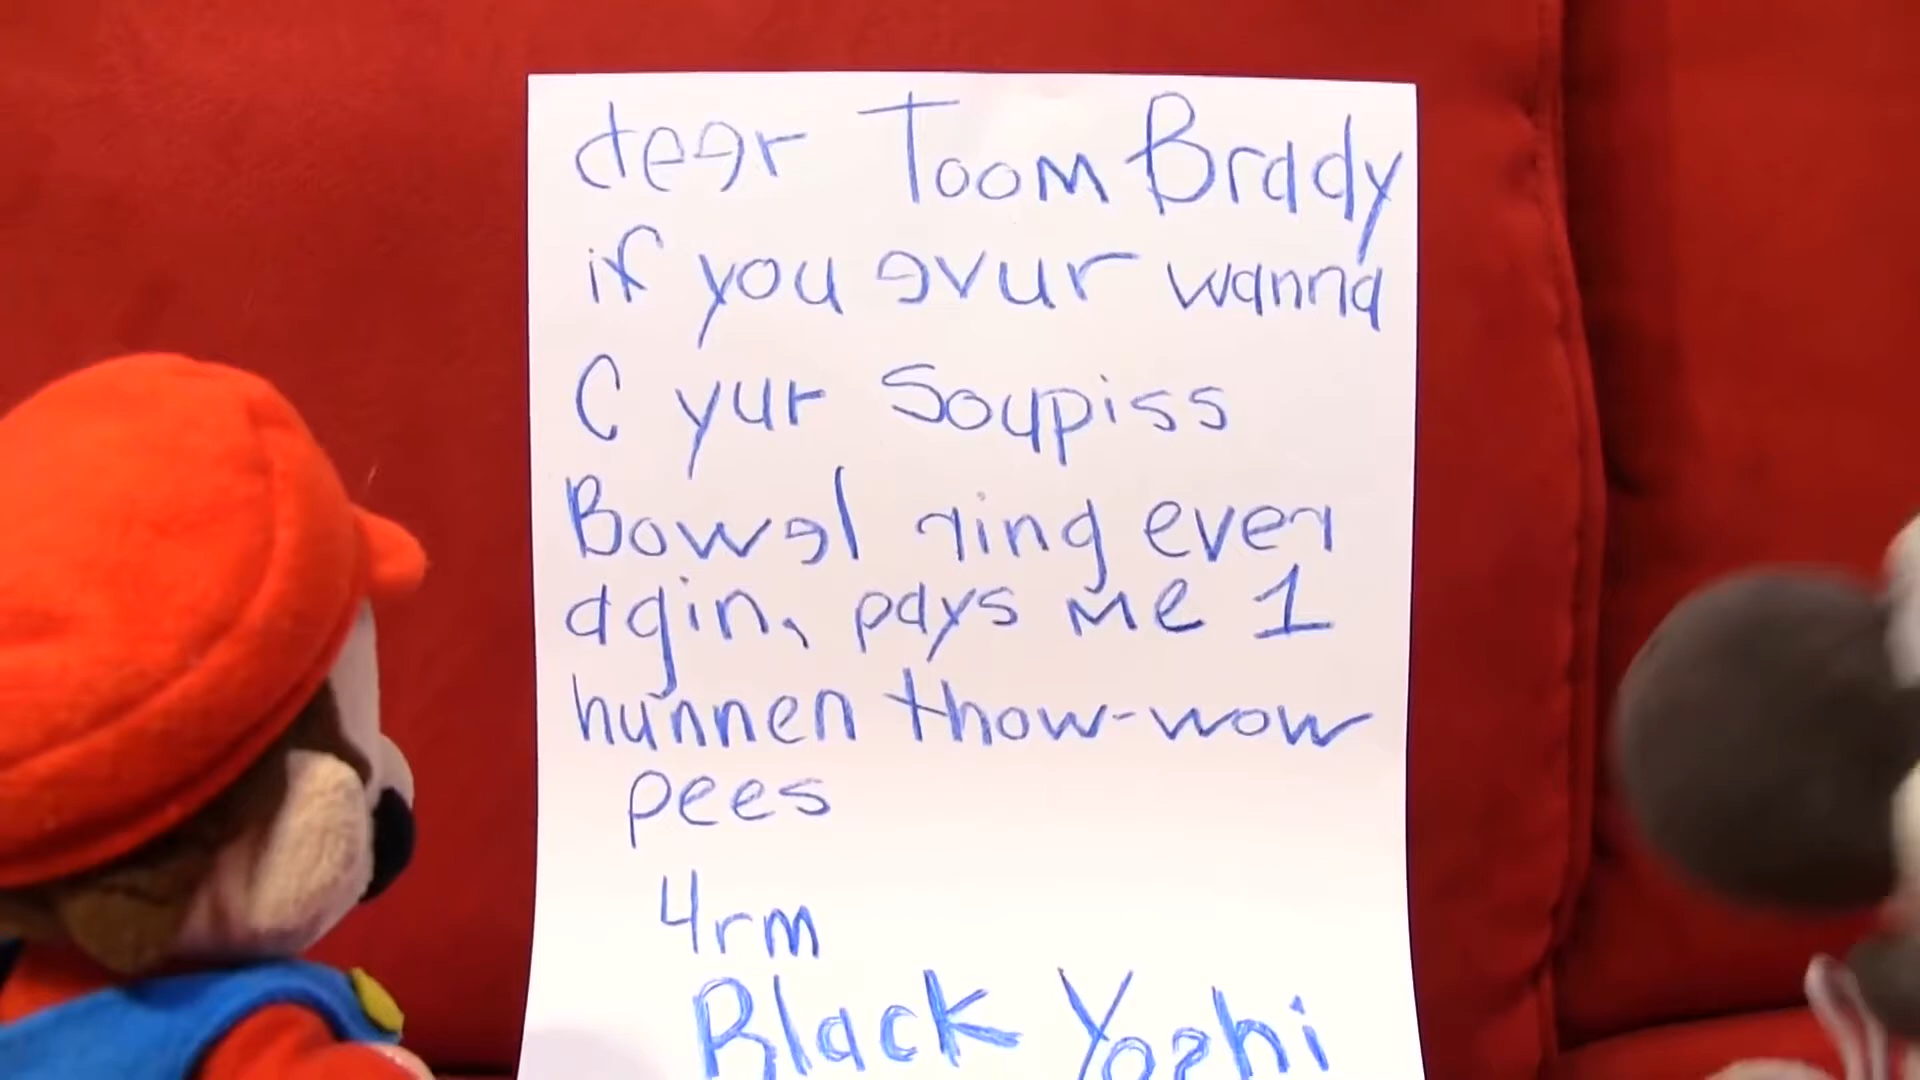 dear Toom Brady
if you evur wanna
C yur Soupiss
Bowel ring ever
agin, pays me 1
hunnen thow-wow
pees
4rm
Black Yoshi